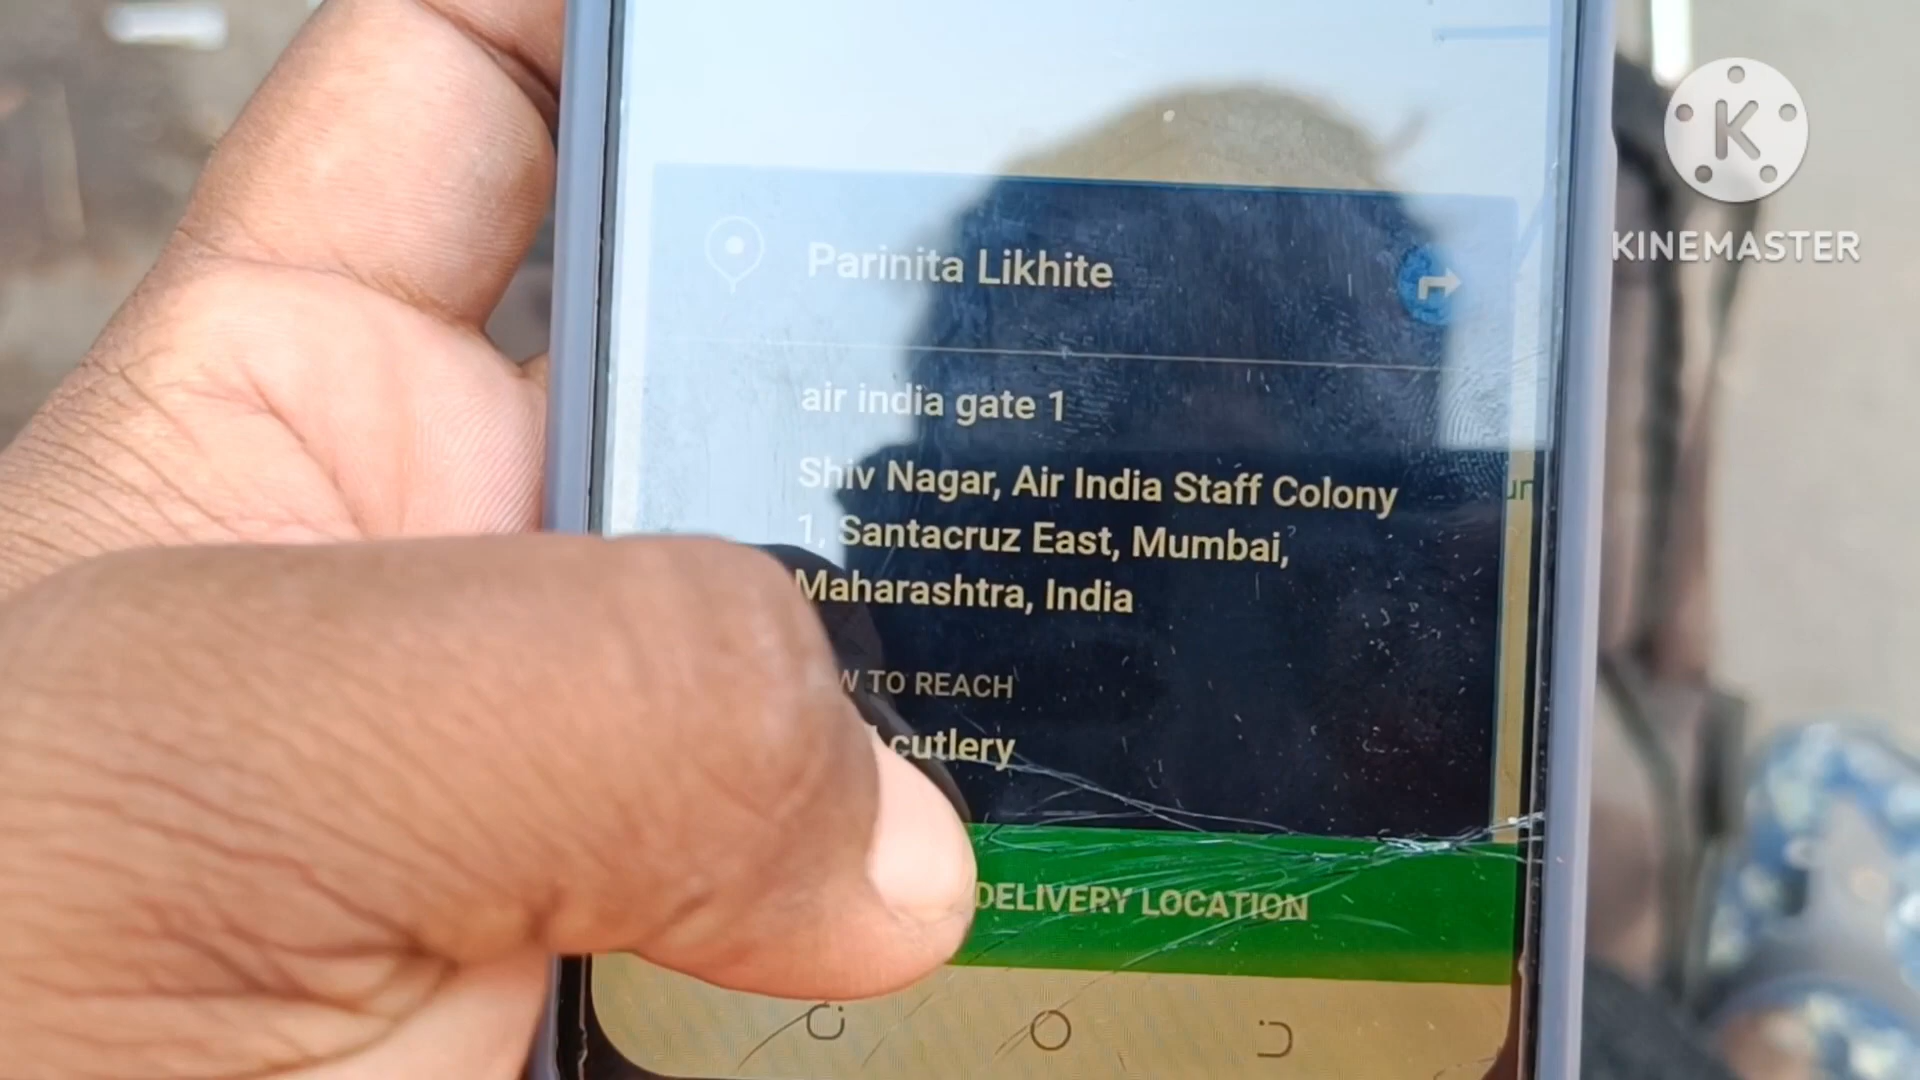 K
KINEMASTER
Parinita Likhite
air india gate 1
Shiv Nagar, Air India Staff Colony
1, Santacruz East, Mumbai,
Maharashtra, India
TO REACH
cutlery
DELIVERY LOCATION